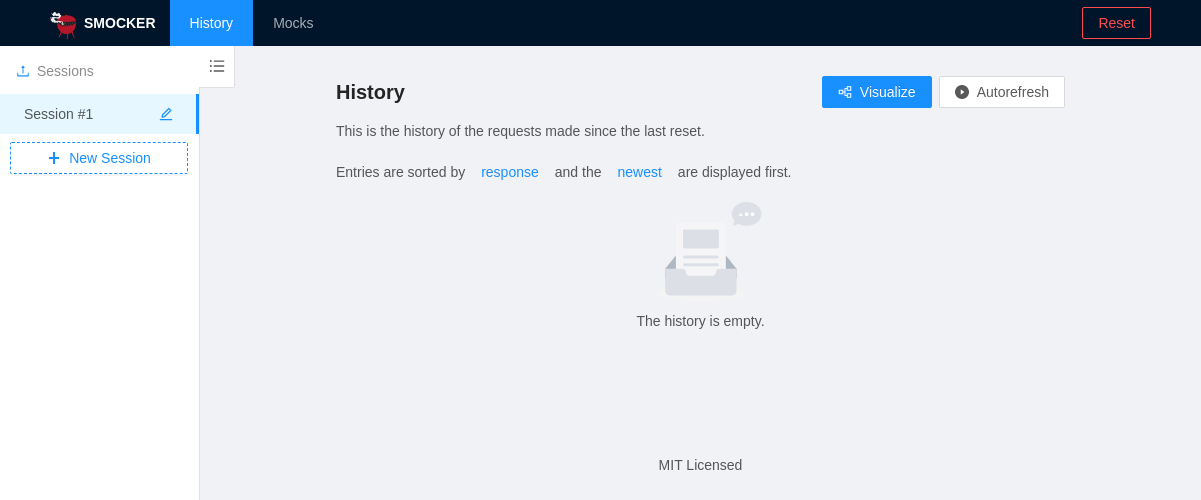 SMOCKER
History
Mocks
Reset
Sessions
Session #1
New Session
History
Visualize
Autorefresh
This is the history of the requests made since the last reset.
Entries are sorted by response and the newest are displayed first.
The history is empty.
MIT Licensed